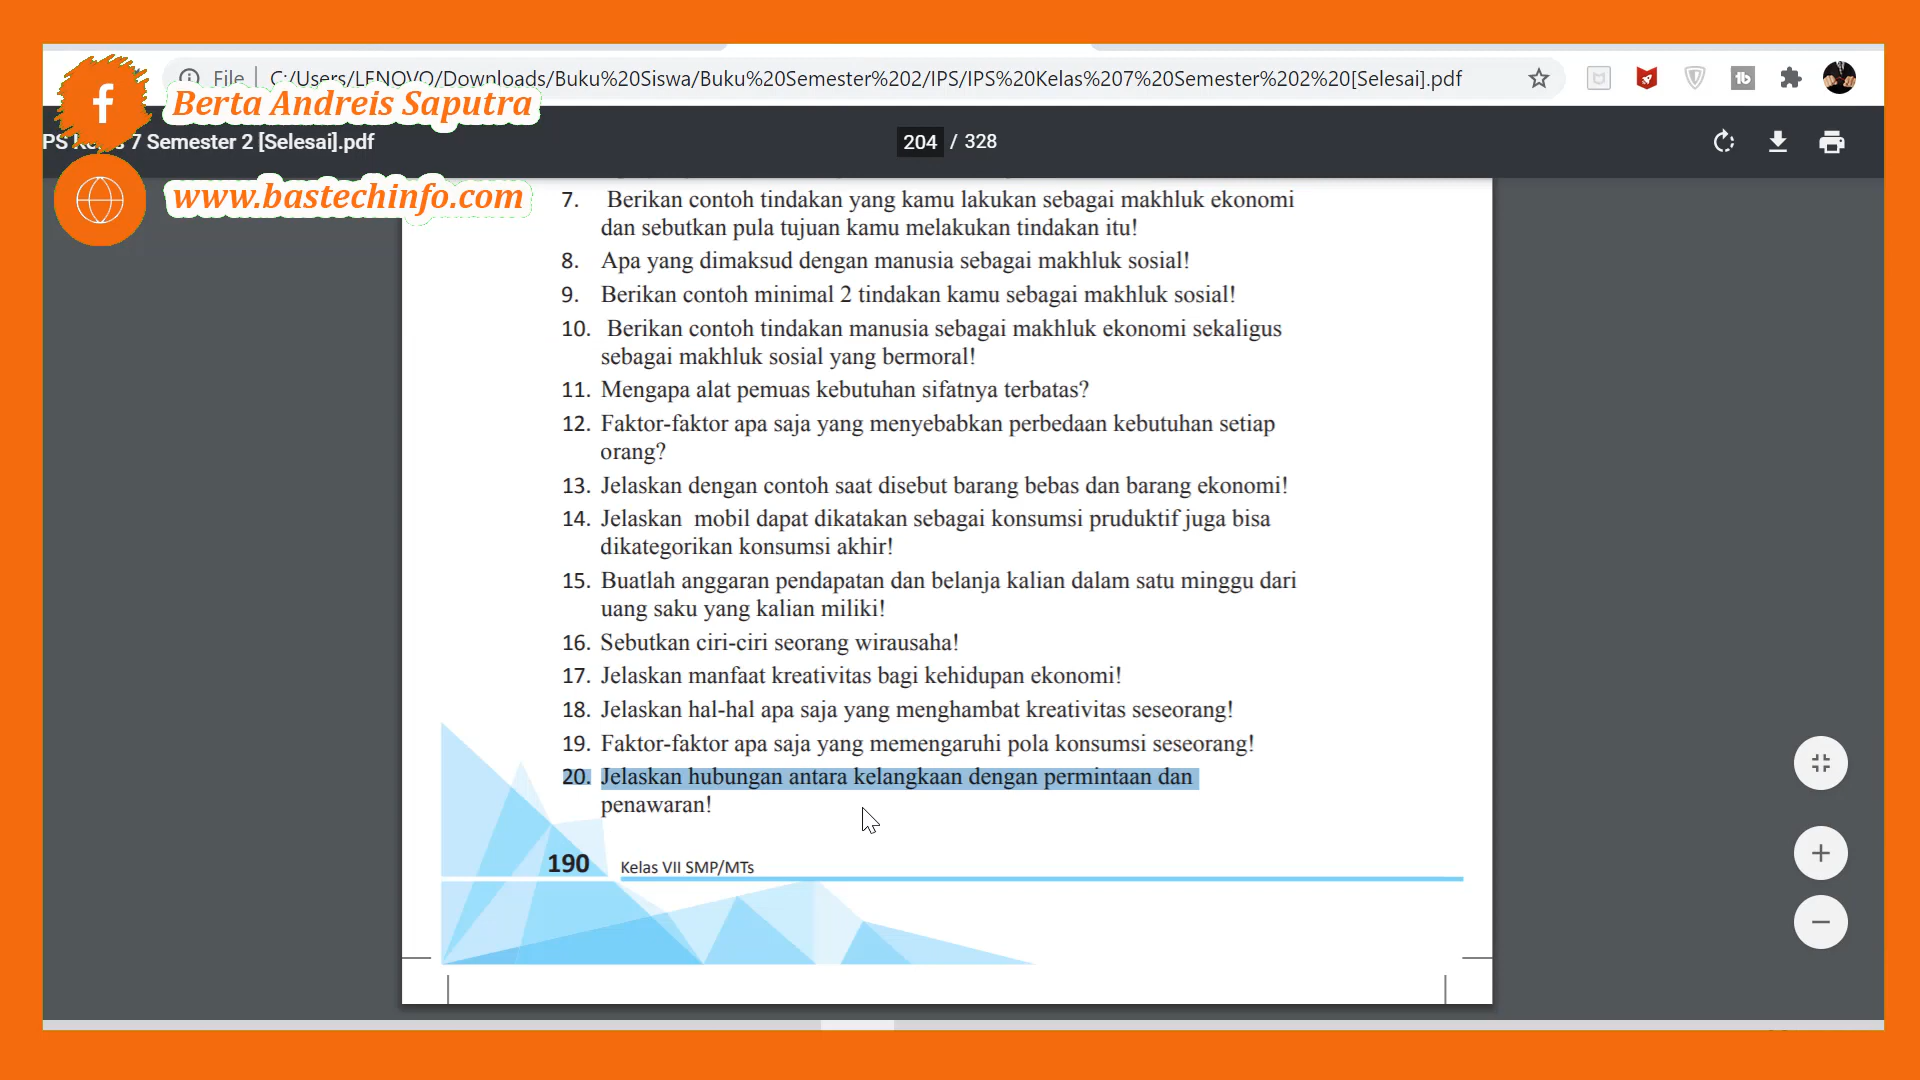 File
C:/Users/LENOVO/Downloads/Buku%20Siswa/Buku%20Semester%202/IPS/IPS%20Kelas%207%20Semester%202%20[Selesai].pdf
Berta Andreis Saputra
7 Semester 2 [Selesai].pdf
204 / 328
www.bastechinfo.com
7. Berikan contoh tindakan yang kamu lakukan sebagai makhluk ekonomi
dan sebutkan pula tujuan kamu melakukan tindakan itu!
8. Apa yang dimaksud dengan manusia sebagai makhluk sosial!
9. Berikan contoh minimal 2 tindakan kamu sebagai makhluk sosial!
10. Berikan contoh tindakan manusia sebagai makhluk ekonomi sekaligus
sebagai makhluk sosial yang bermoral!
11. Mengapa alat pemuas kebutuhan sifatnya terbatas?
12. Faktor-faktor apa saja yang menyebabkan perbedaan kebutuhan setiap
orang?
13. Jelaskan dengan contoh saat disebut barang bebas dan barang ekonomi!
14. Jelaskan mobil dapat dikatakan sebagai konsumsi pruduktif juga bisa
dikategorikan konsumsi akhir!
15. Buatlah anggaran pendapatan dan belanja kalian dalam satu minggu dari
uang saku yang kalian miliki!
16. Sebutkan ciri-ciri seorang wirausaha!
17. Jelaskan manfaat kreativitas bagi kehidupan ekonomi!
18. Jelaskan hal-hal apa saja yang menghambat kreativitas seseorang!
19. Faktor-faktor apa saja yang memengaruhi pola konsumsi seseorang!
20. Jelaskan hubungan antara kelangkaan dengan permintaan dan
penawaran!
190 Kelas VII SMP/MTs